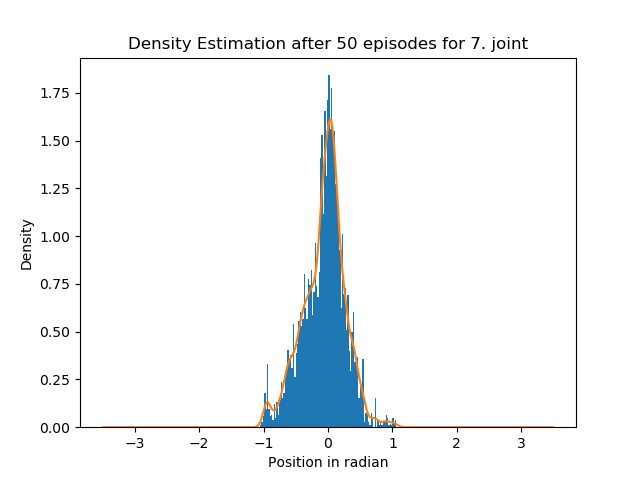 Density Estimation after 50 episodes for 7. joint
1.75
1.50
1.25
1.00
0.75
0.50
0.25
0.00
Density
−3 −2 −1 0 1 2 3
Position in radian